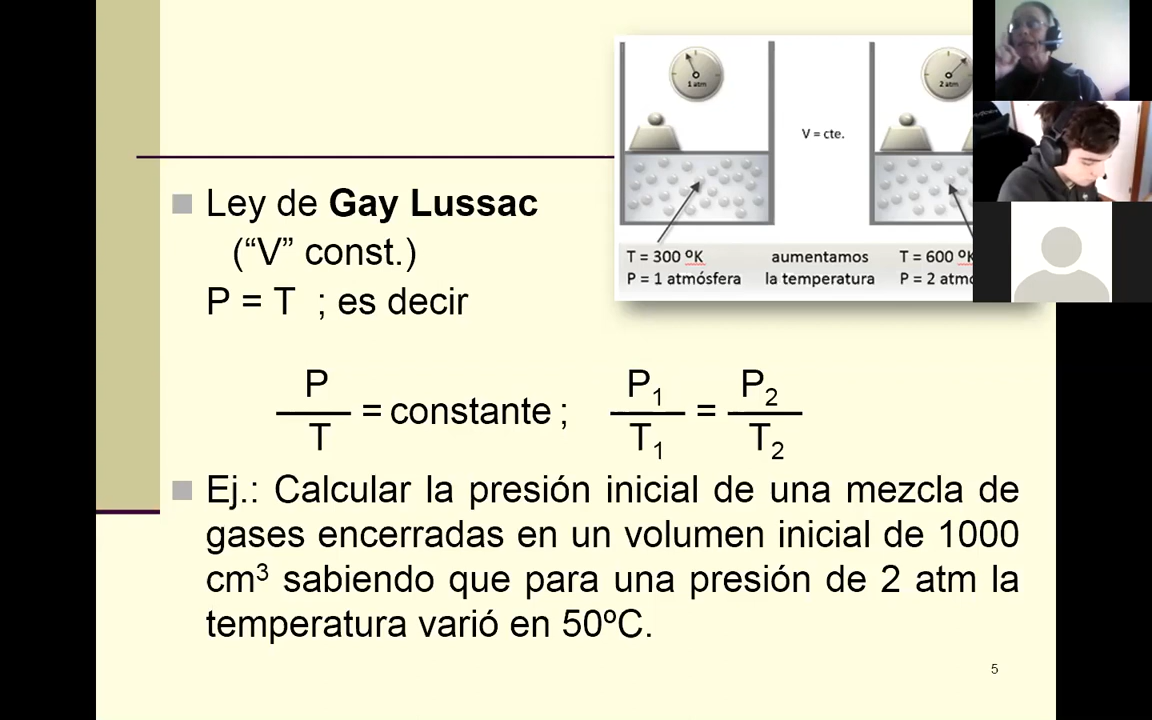 1 atm
2 atm
V = cte.
T = 300 ºK
P = 1 atmósfera
aumentamos
la temperatura
T = 600 ºK
P = 2 atmó
Ley de Gay Lussac
(“V” const.)
P = T ; es decir
P
T
= constante ;
P1
T1
=
P2
T2
Ej.: Calcular la presión inicial de una mezcla de
gases encerradas en un volumen inicial de 1000
cm³ sabiendo que para una presión de 2 atm la
temperatura varió en 50ºC.
5